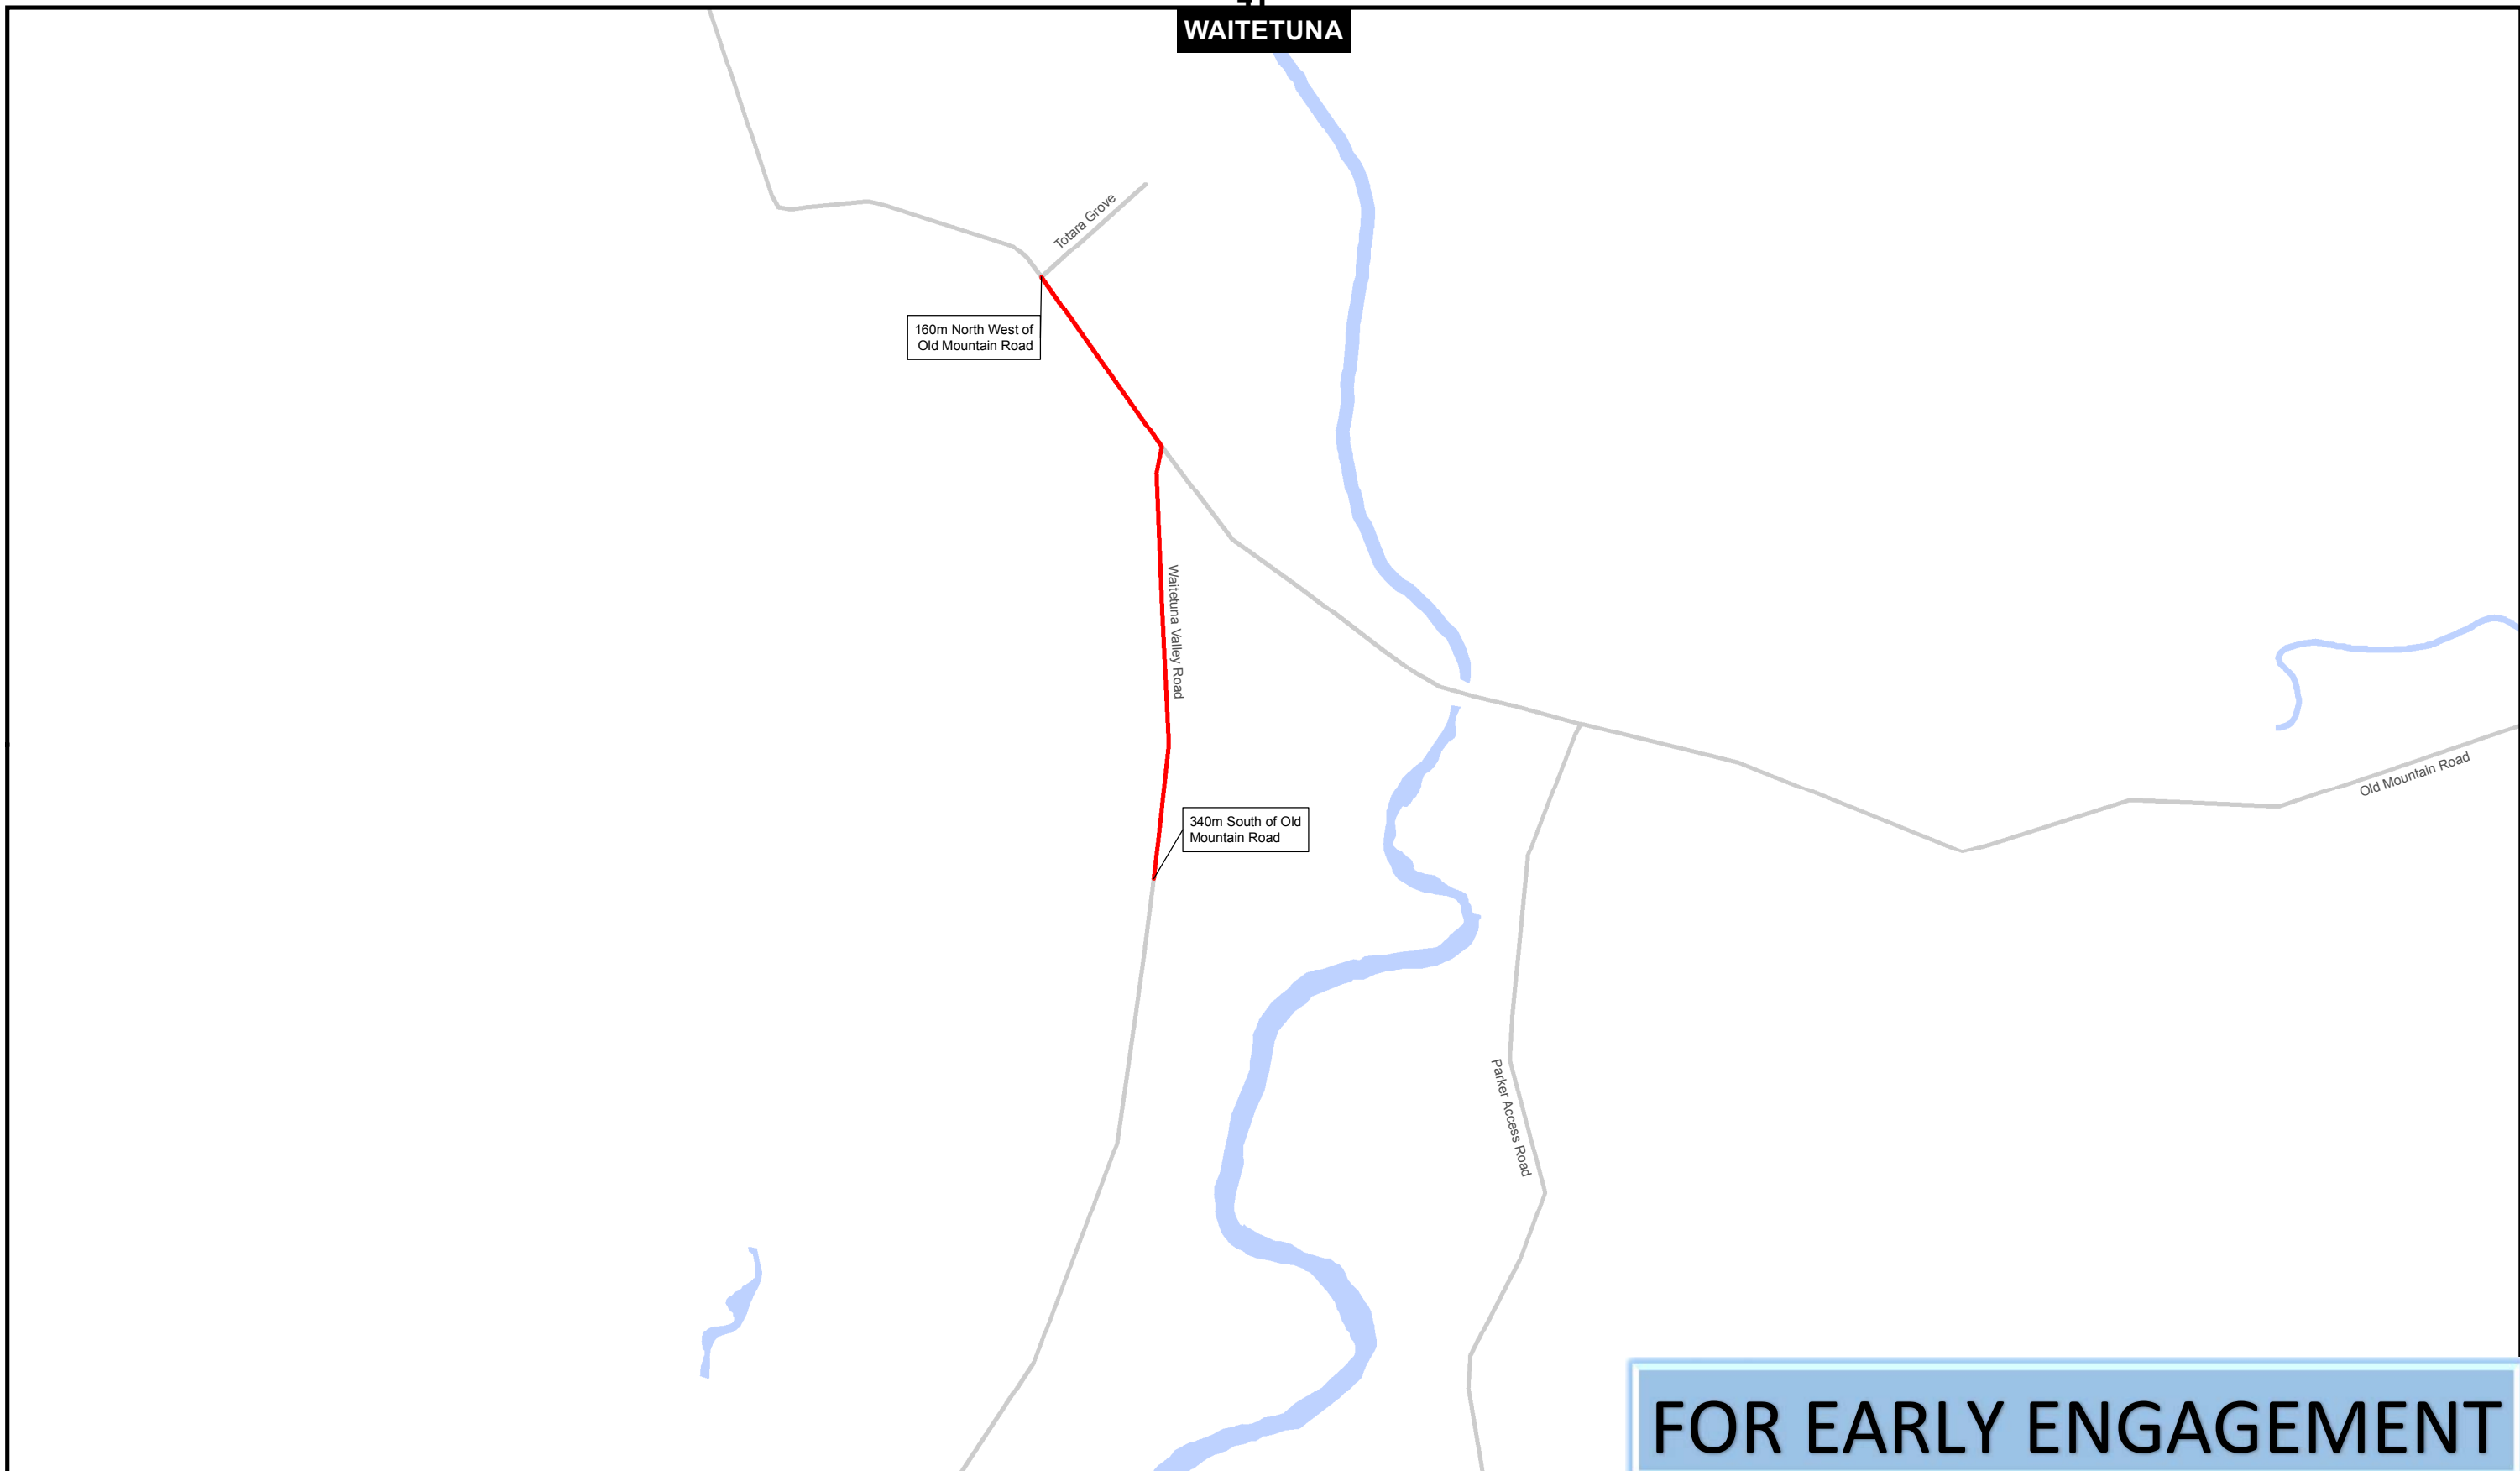 WAITETUNA
Totara Grove
160m North West of
Old Mountain Road
Waitetuna Valley Road
Old Mountain Road
340m South of Old
Mountain Road
Parker Access Road
FOR EARLY ENGAGEMENT